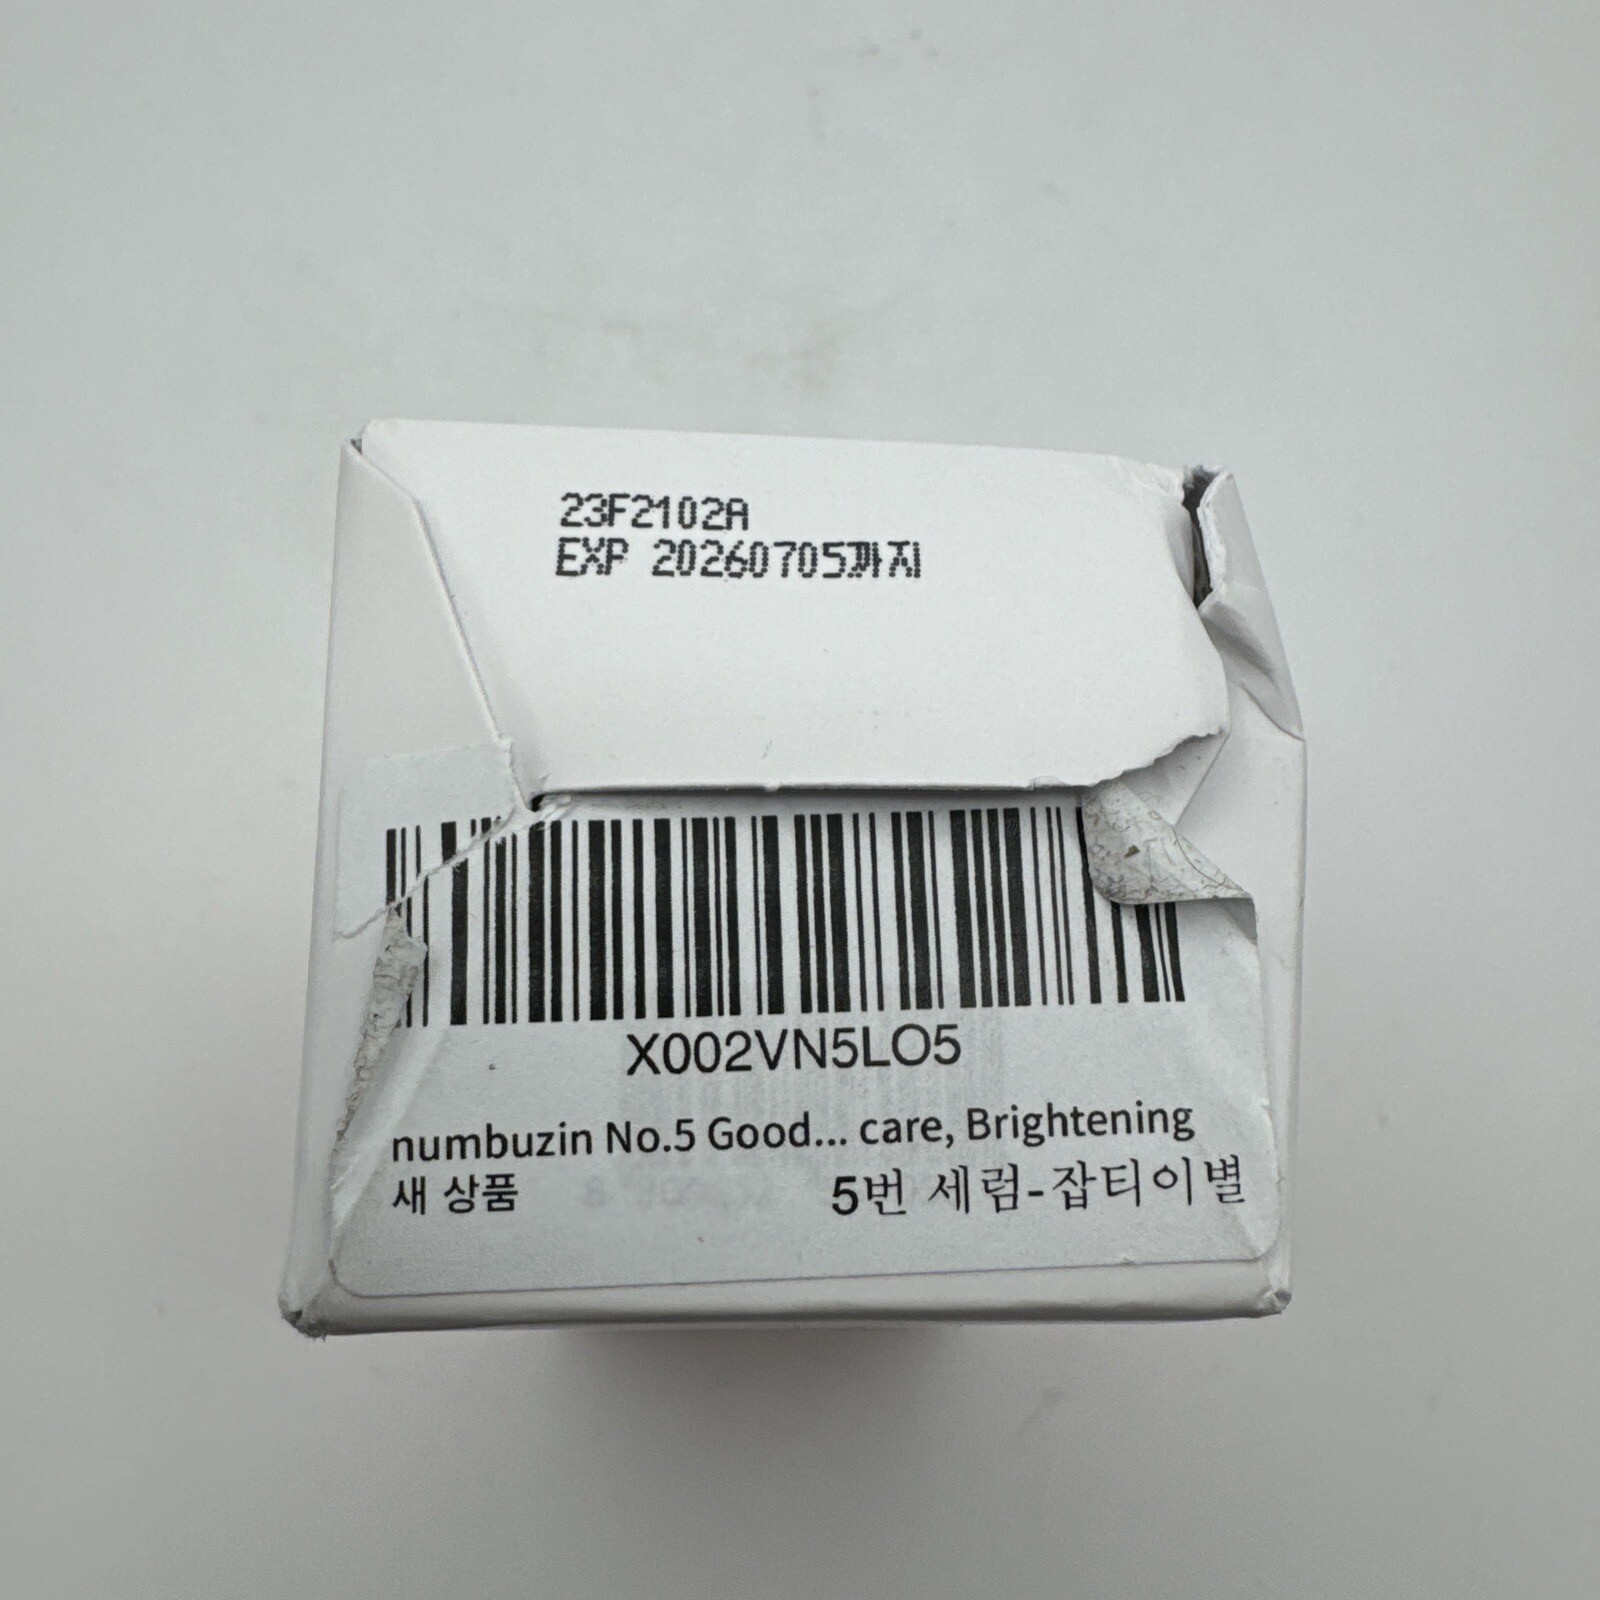 23F2102A
EXP 20260705까지
X002VN5LO5
numbuzin No.5 Good... care, Brightening
새 상품
5번 세럼-잡티이별